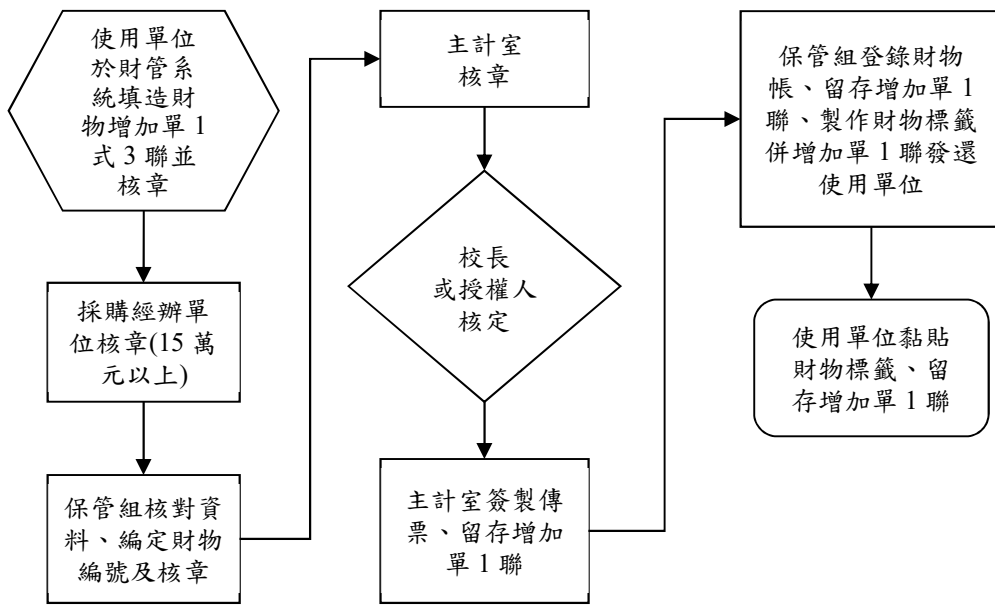 使用單位
於財管系
統填造財
物增加單 1
式 3 聯並
核章
採購經辦單
位核章(15 萬
元以上)
保管組核對資
料、編定財物
編號及核章
主計室
核章
校長
或授權人
核定
主計室簽製傳
票、留存增加
單 1 聯
保管組登錄財物
帳、留存增加單 1
聯、製作財物標籤
併增加單 1 聯發還
使用單位
使用單位黏貼
財物標籤、留
存增加單 1 聯